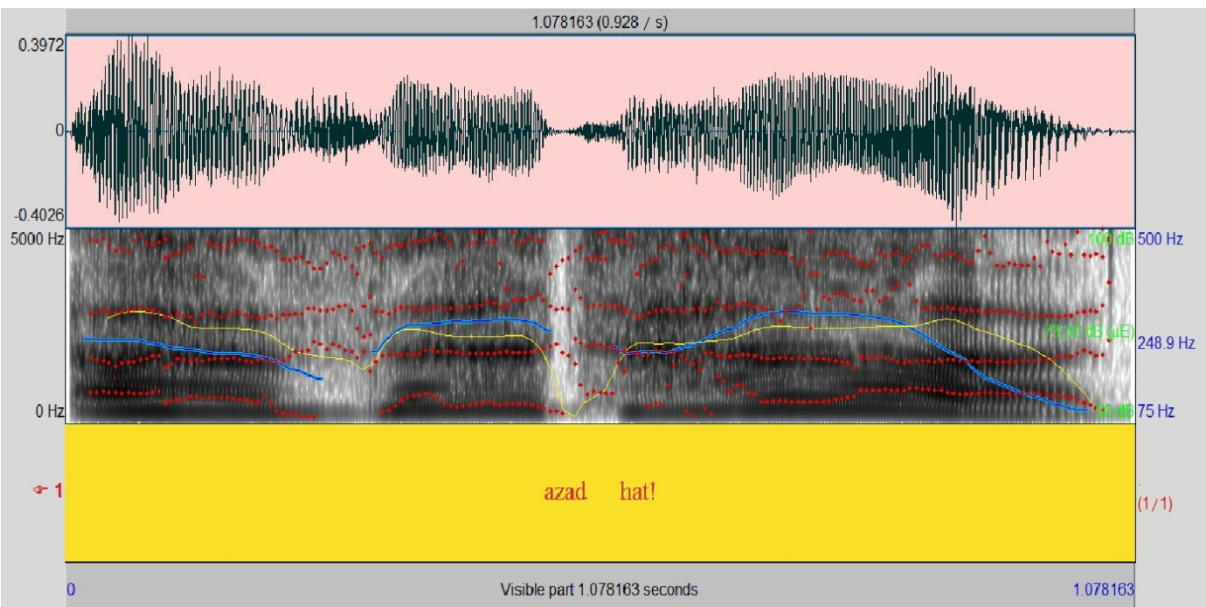 1.078163 (0.928 / s)
0.3972
0
-0.4026
5000 Hz
100 dB 500 Hz
248.9 Hz
0 Hz
75 Hz
☞ 1
azad hat!
(1/1)
0 Visible part 1.078163 seconds 1.078163